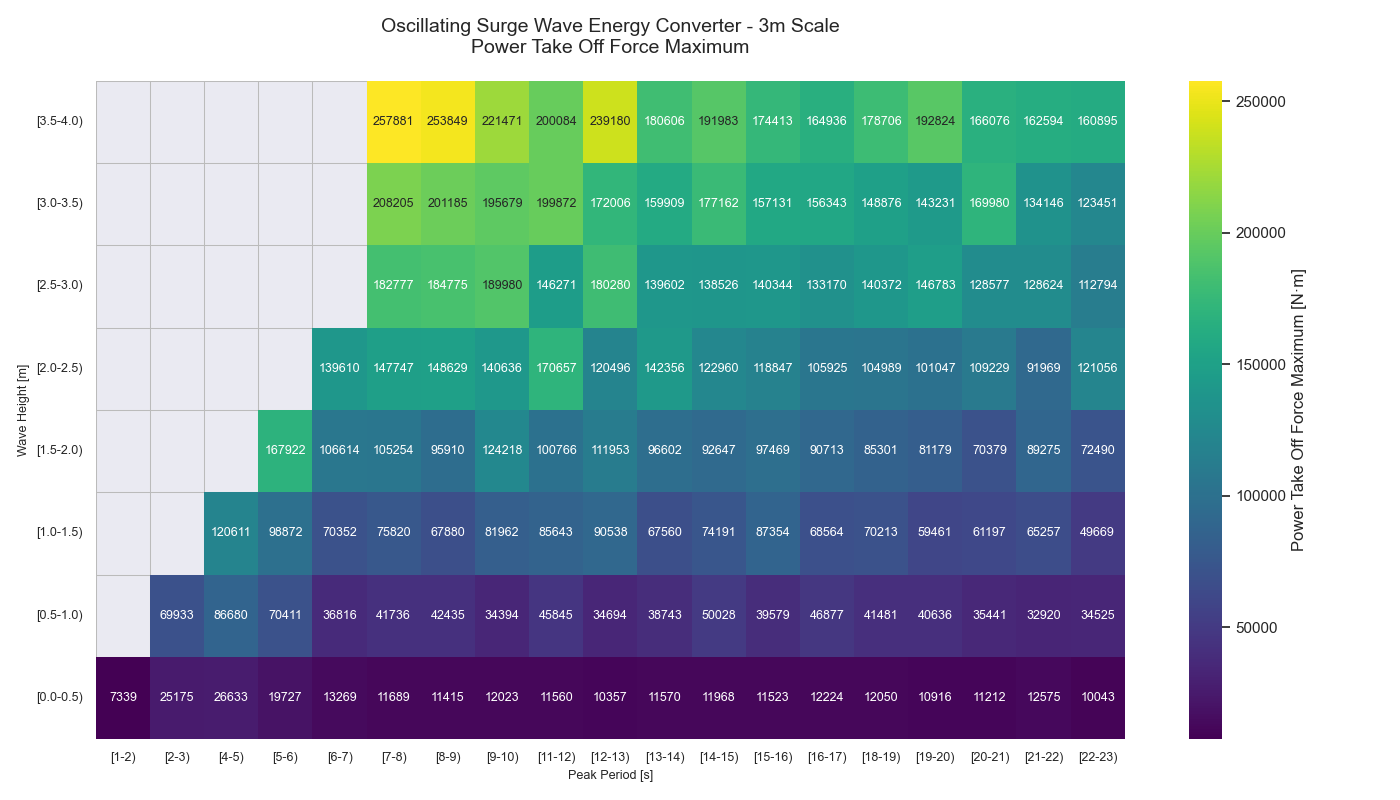 Oscillating Surge Wave Energy Converter - 3m Scale
Power Take Off Force Maximum
Wave Height [m]
[3.5-4.0) 257881 253849 221471 200084 239180 180606 191983 174413 164936 178706 192824 166076 162594 160895
[3.0-3.5) 208205 201185 195679 199872 172006 159909 177162 157131 156343 148876 143231 169980 134146 123451
[2.5-3.0) 182777 184775 189980 146271 180280 139602 138526 140344 133170 140372 146783 128577 128624 112794
[2.0-2.5) 139610 147747 148629 140636 170657 120496 142356 122960 118847 105925 104989 101047 109229 91969 121056
[1.5-2.0) 167922 106614 105254 95910 124218 100766 111953 96602 92647 97469 90713 85301 81179 70379 89275 72490
[1.0-1.5) 120611 98872 70352 75820 67880 81962 85643 90538 67560 74191 87354 68564 70213 59461 61197 65257 49669
[0.5-1.0) 69933 86680 70411 36816 41736 42435 34394 45845 34694 38743 50028 39579 46877 41481 40636 35441 32920 34525
[0.0-0.5) 7339 25175 26633 19727 13269 11689 11415 12023 11560 10357 11570 11968 11523 12224 12050 10916 11212 12575 10043
[1-2) [2-3) [4-5) [5-6) [6-7) [7-8) [8-9) [9-10) [11-12) [12-13) [13-14) [14-15) [15-16) [16-17) [18-19) [19-20) [20-21) [21-22) [22-23)
Peak Period [s]
250000
200000
150000
100000
50000
Power Take Off Force Maximum [N·m]